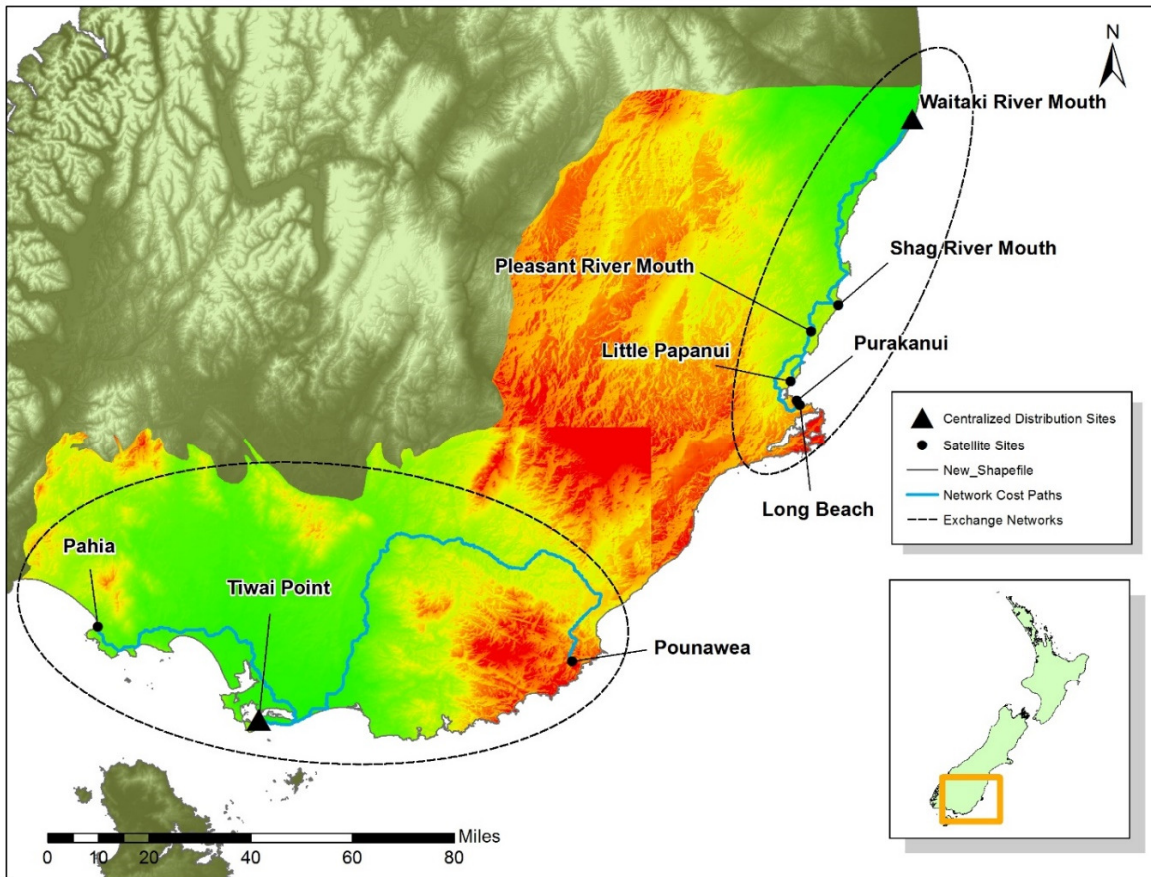 N
Waitaki River Mouth
Shag River Mouth
Pleasant River Mouth
Purakanui
Little Papanui
Centralized Distribution Sites
Satellite Sites
New_Shapefile
Network Cost Paths
Exchange Networks
Long Beach
Pahia
Tiwai Point
Pounawea
Miles
0 10 20 40 60 80